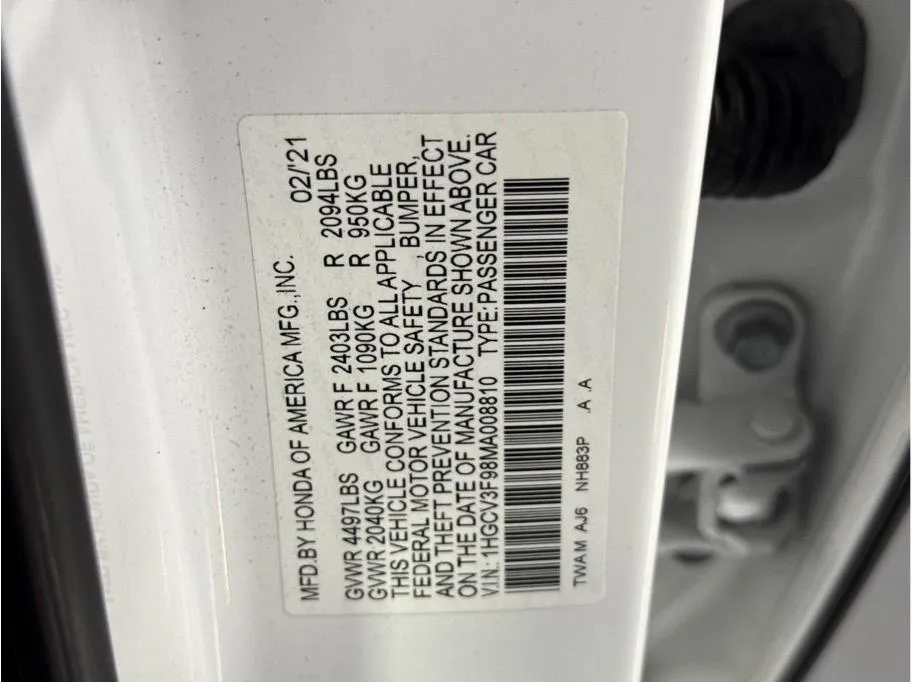 MFD.BY HONDA OF AMERICA MFG.,INC. 02/'21
GVWR 4497LBS GAWR F 2403LBS R 2094LBS
GVWR 2040KG GAWR F 1090KG R 950KG
THIS VEHICLE CONFORMS TO ALL APPLICABLE
FEDERAL MOTOR VEHICLE SAFETY , BUMPER,
AND THEFT PREVENTION STANDARDS, IN EFFECT
ON THE DATE OF MANUFACTURE SHOWN ABOVE.
V.I.N.: 1HGCV3F98MA008810 TYPE:PASSENGER CAR
TWAM AJ6 NH883P .A .A